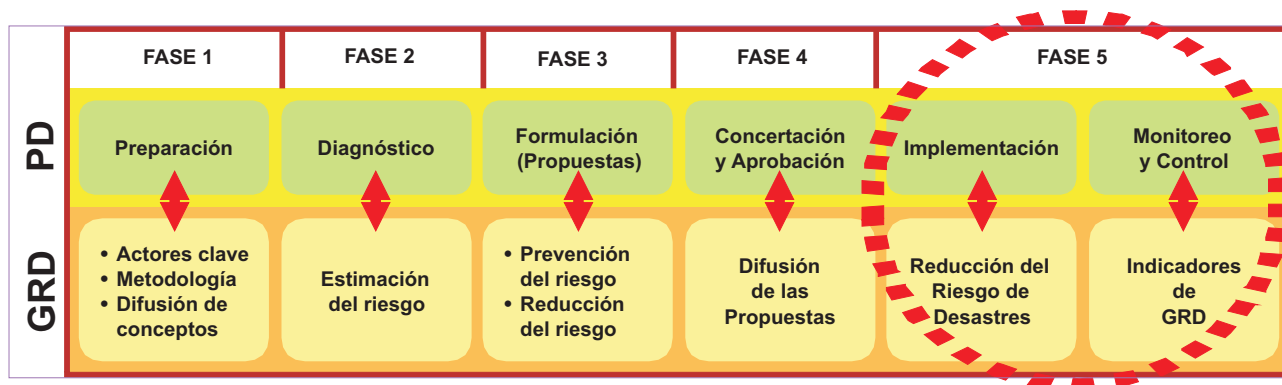 FASE 1
FASE 2
FASE 3
FASE 4
FASE 5
PD
Preparación
Diagnóstico
Formulación
(Propuestas)
Concertación
y Aprobación
Implementación
Monitoreo
y Control
GRD
• Actores clave
• Metodología
• Difusión de
conceptos
Estimación
del riesgo
• Prevención
del riesgo
• Reducción
del riesgo
Difusión
de las
Propuestas
Reducción del
Riesgo de
Desastres
Indicadores
de
GRD